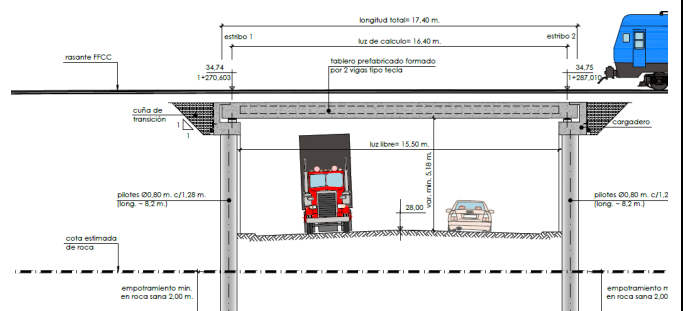 longitud total= 17,40 m.
estribo 1
luz de calculo= 16,40 m.
estribo 2
rasante FFCC
34,74
1+270,603
tablero prefabricado formado
por 2 vigas tipo tecla
34,75
1+287,010
cuña de
transición
1
1
cargadero
luz libre= 15,50 m.
var. mín. 5,18 m.
pilotes Ø0,80 m. c/1,28 m.
(long. ~ 8,2 m.)
28,00
pilotes Ø0,80 m. c/1,2
(long. ~ 8,2 m.)
cota estimada
de roca
empotramiento min.
en roca sana 2,00 m.
empotramiento m
en roca sana 2,00